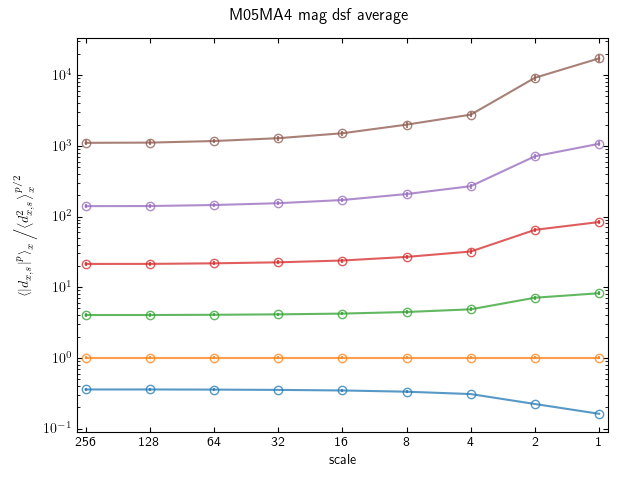 M05MA4 mag dsf average
⟨|d_{x,s}|^p⟩_x / ⟨d^2_{x,s}⟩_x^{p/2}
10^4
10^3
10^2
10^1
10^0
10^{-1}
256 128 64 32 16 8 4 2 1
scale